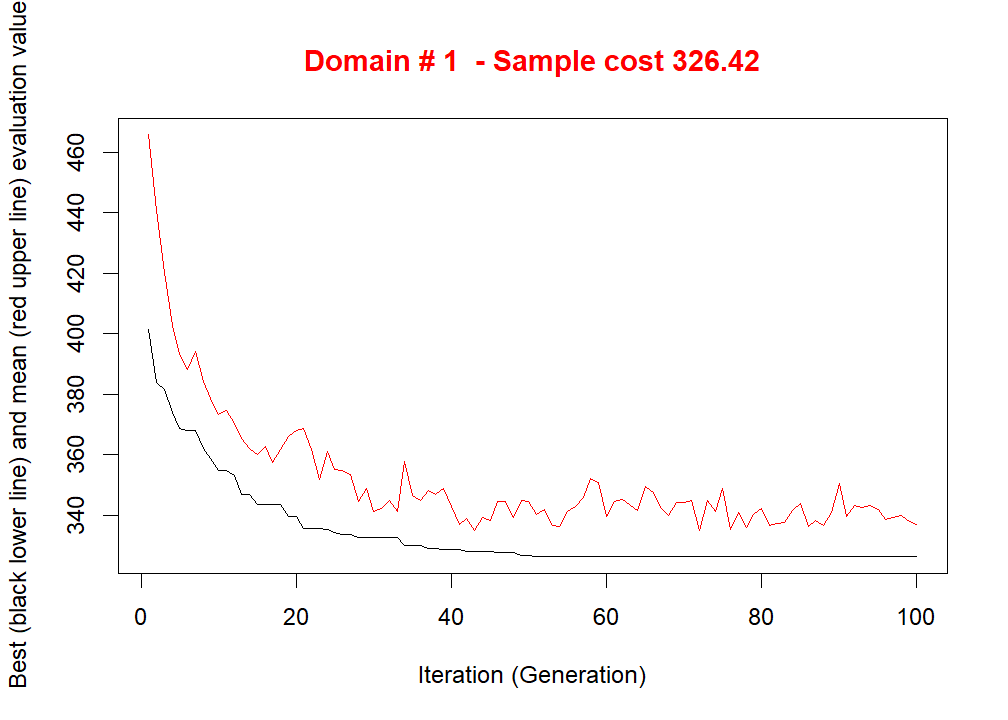 Domain # 1  - Sample cost 326.42
Best (black lower line) and mean (red upper line) evaluation value
460
440
420
400
380
360
340
0 20 40 60 80 100
Iteration (Generation)